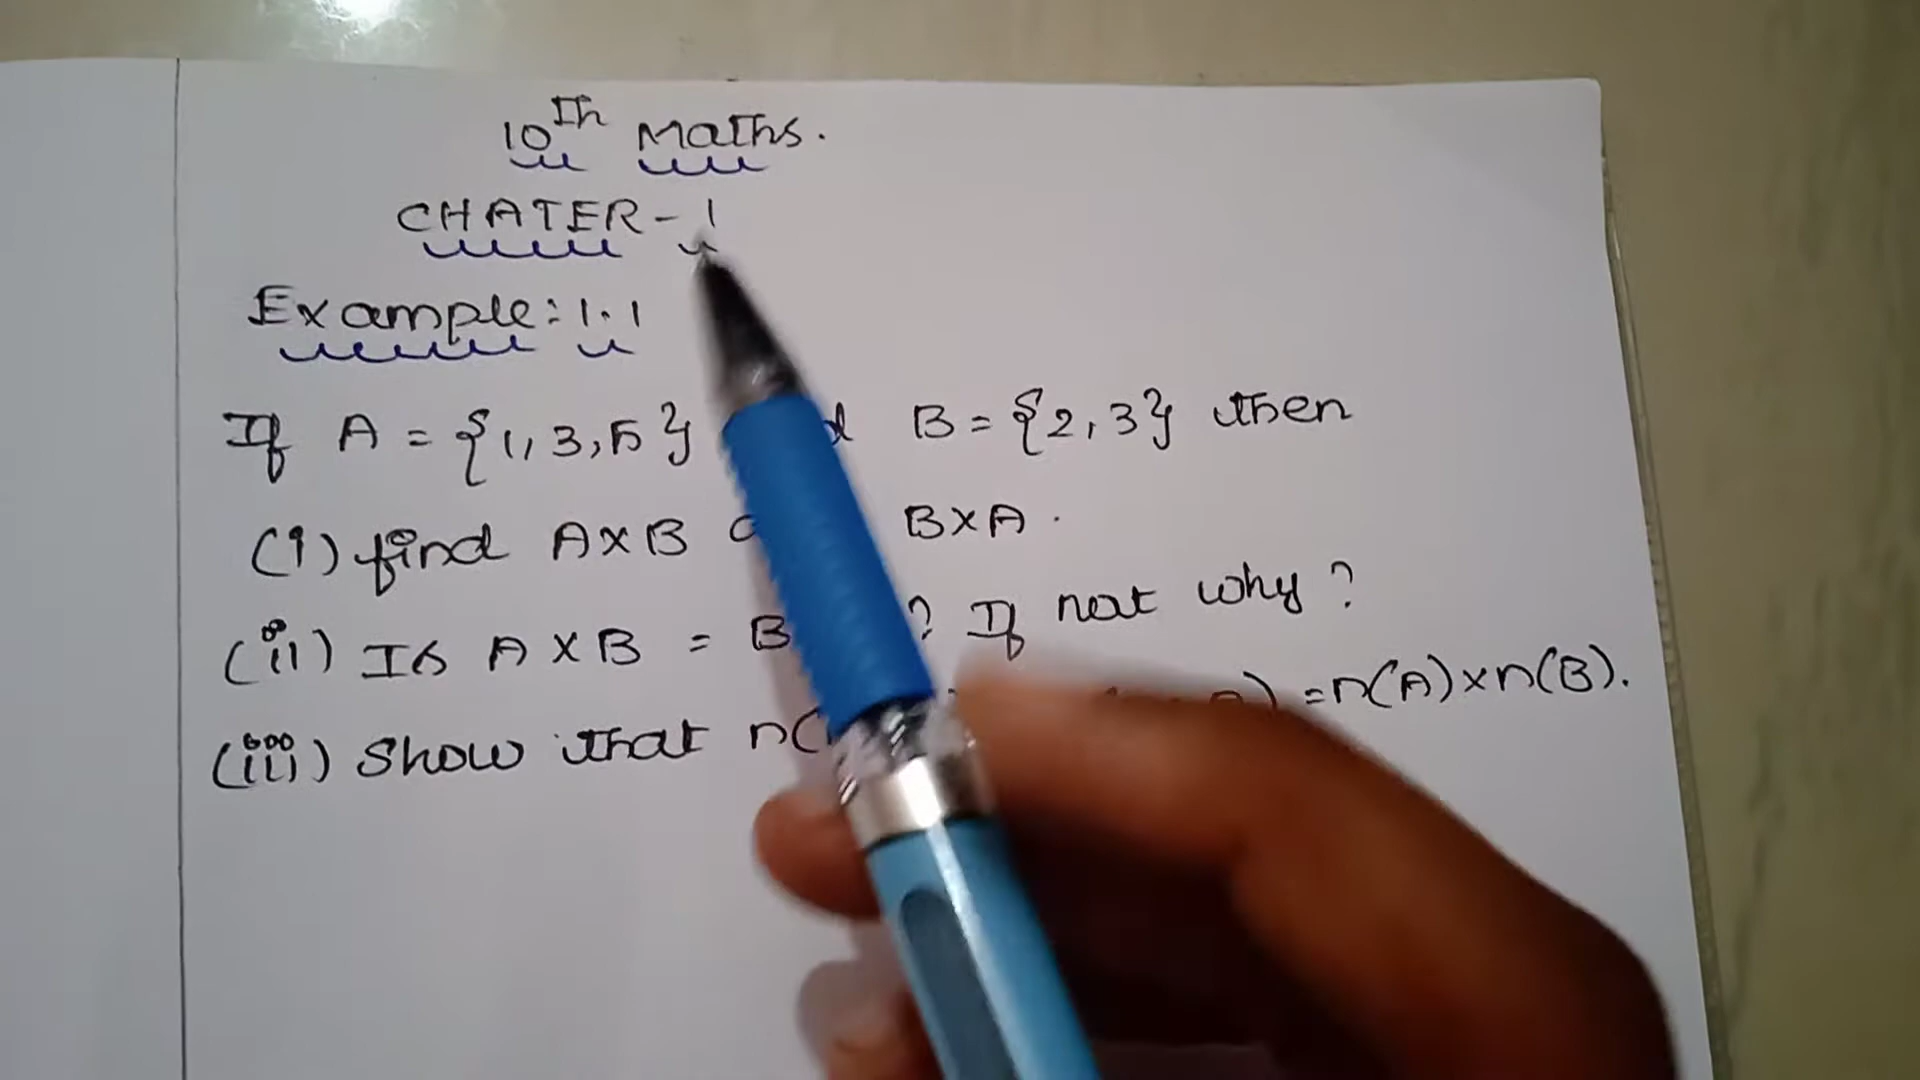 10th Maths.
CHATER-1
Example: 1.1
If A = {1, 3, 5} B = {2, 3} then
(i) find A×B B×A.
(ii) Is A×B = B ? If not why?
(iii) Show that n( ) = n(A)×n(B).